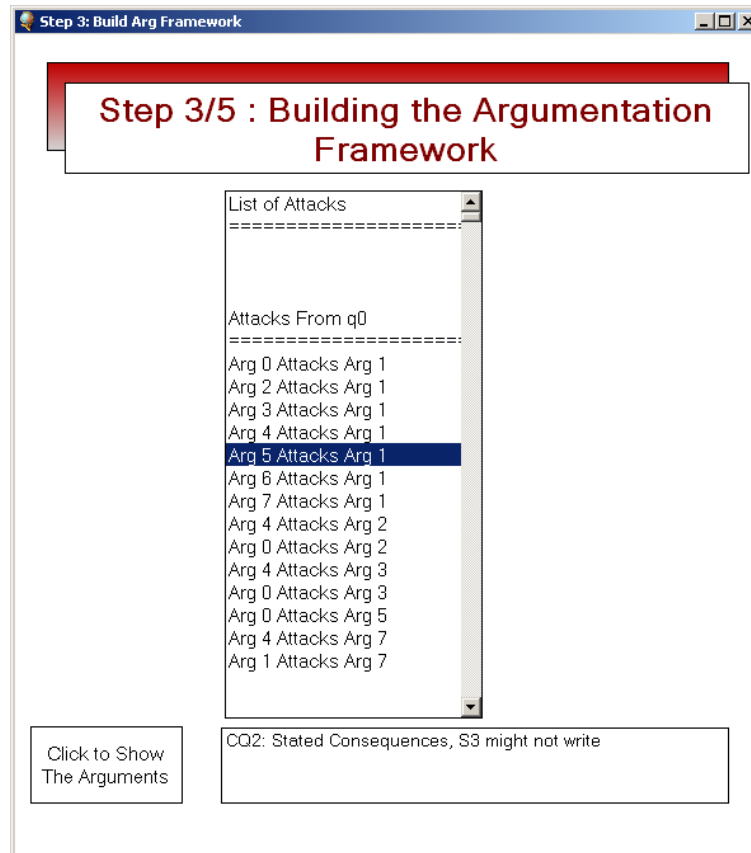 Step 3: Build Arg Framework
Step 3/5 : Building the Argumentation
Framework
List of Attacks
======================
Attacks From q0
======================
Arg 0 Attacks Arg 1
Arg 2 Attacks Arg 1
Arg 3 Attacks Arg 1
Arg 4 Attacks Arg 1
Arg 5 Attacks Arg 1
Arg 6 Attacks Arg 1
Arg 7 Attacks Arg 1
Arg 4 Attacks Arg 2
Arg 0 Attacks Arg 2
Arg 4 Attacks Arg 3
Arg 0 Attacks Arg 3
Arg 0 Attacks Arg 5
Arg 4 Attacks Arg 7
Arg 1 Attacks Arg 7
Click to Show
The Arguments
CQ2: Stated Consequences, S3 might not write